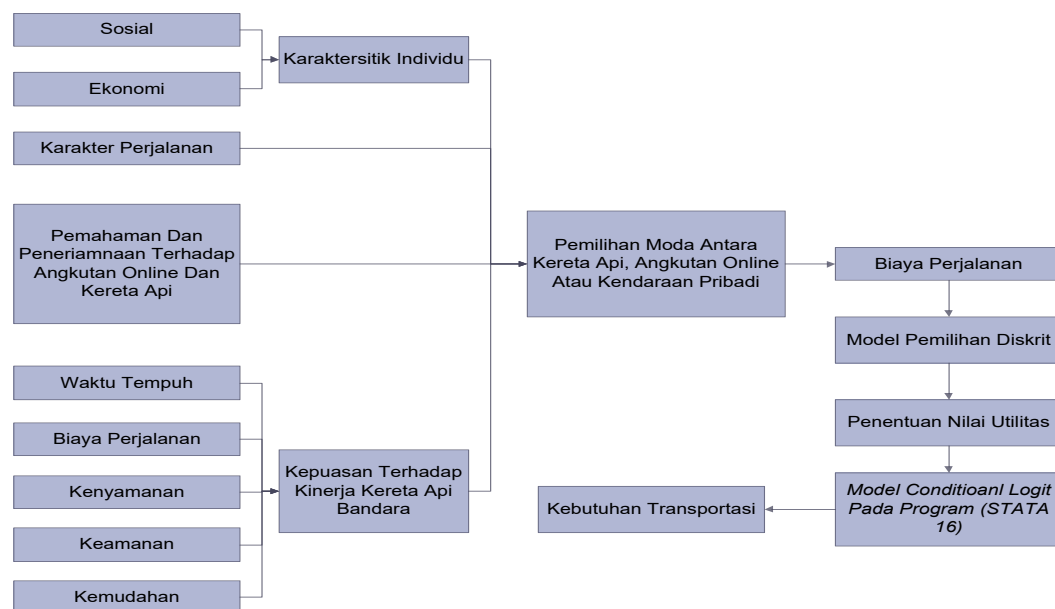 Sosial
Ekonomi
Karaktersitik Individu
Karakter Perjalanan
Pemahaman Dan
Peneriamnaan Terhadap
Angkutan Online Dan
Kereta Api
Waktu Tempuh
Biaya Perjalanan
Kenyamanan
Keamanan
Kemudahan
Kepuasan Terhadap
Kinerja Kereta Api
Bandara
Pemilihan Moda Antara
Kereta Api, Angkutan Online
Atau Kendaraan Pribadi
Biaya Perjalanan
Model Pemilihan Diskrit
Penentuan Nilai Utilitas
Model Conditioanl Logit
Pada Program (STATA
16)
Kebutuhan Transportasi